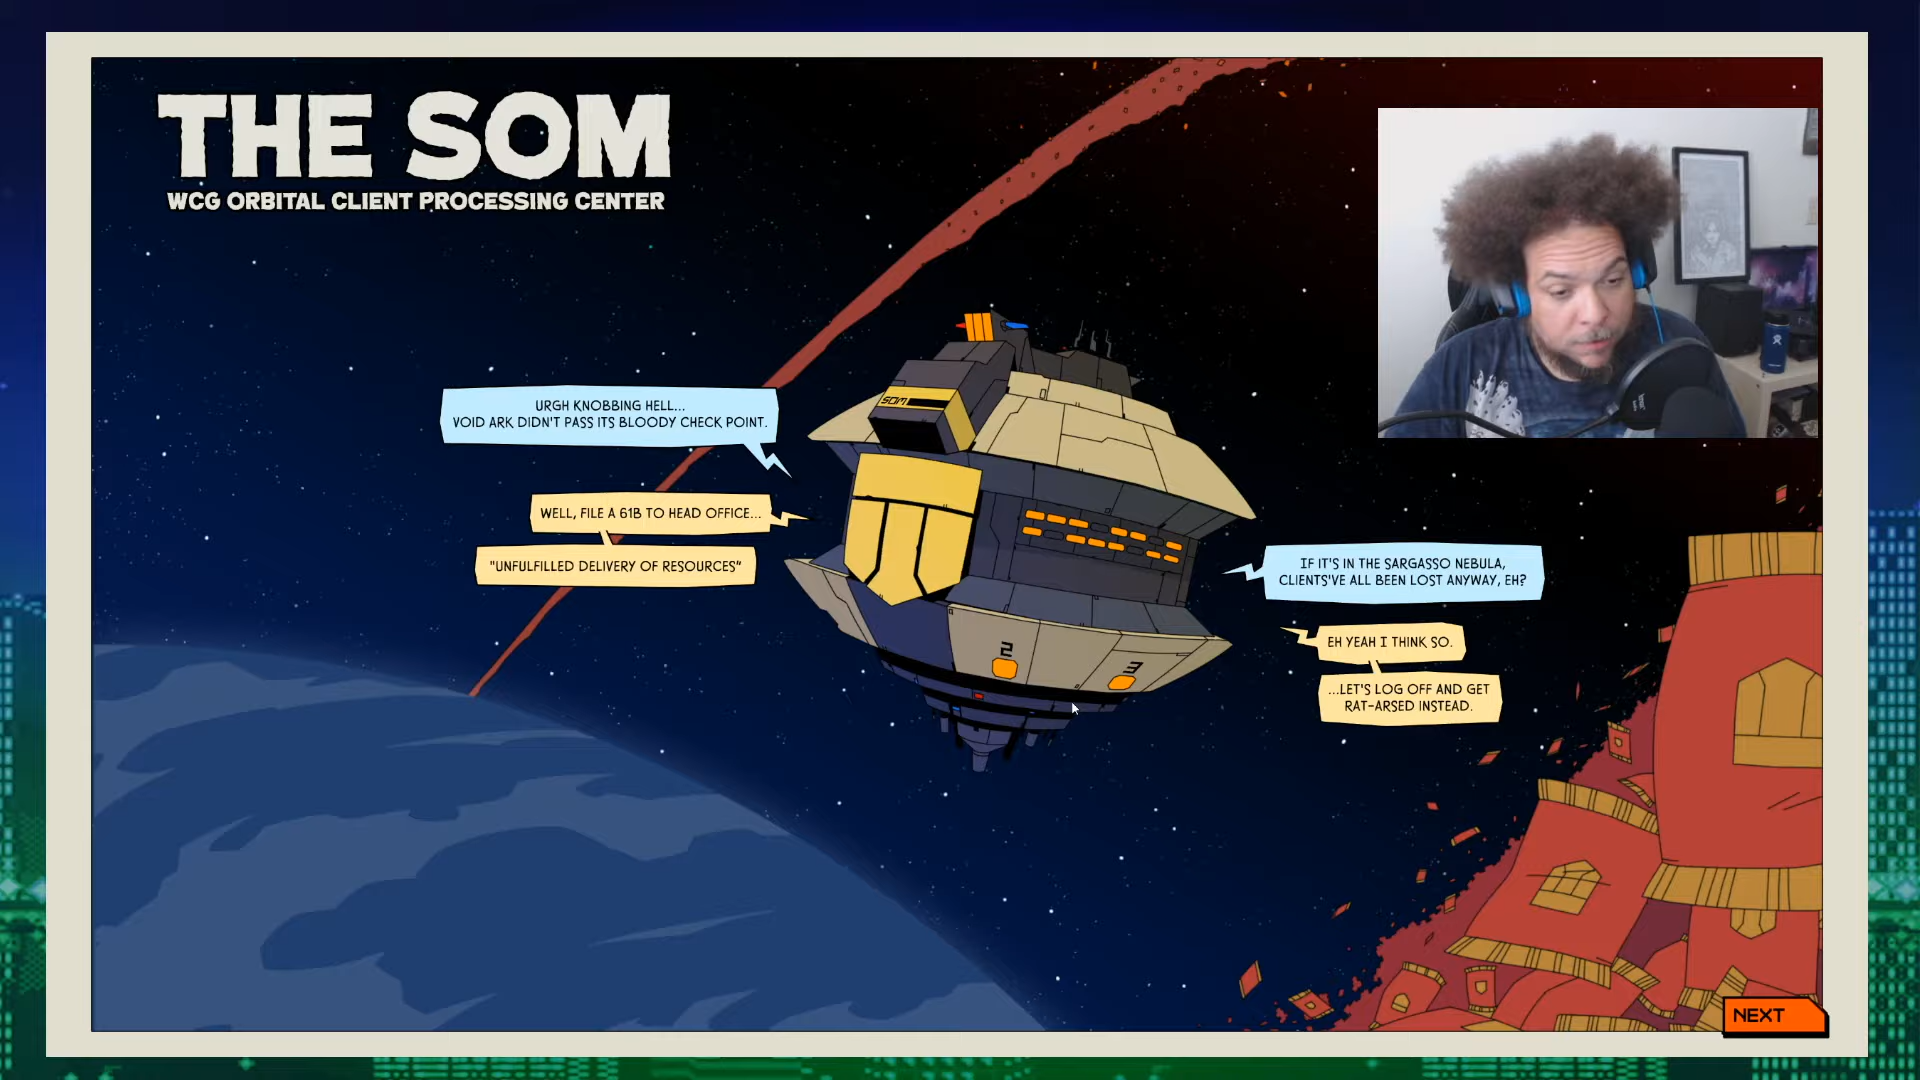 THE SOM
WCG ORBITAL CLIENT PROCESSING CENTER
URGH KNOBBING HELL...
VOID ARK DIDN'T PASS ITS BLOODY CHECK POINT.
SOM
WELL, FILE A 61B TO HEAD OFFICE...
"UNFULFILLED DELIVERY OF RESOURCES"
IF IT'S IN THE SARGASSO NEBULA,
CLIENTS'VE ALL BEEN LOST ANYWAY, EH?
EH YEAH I THINK SO.
...LET'S LOG OFF AND GET
RAT-ARSED INSTEAD.
2
3
NEXT